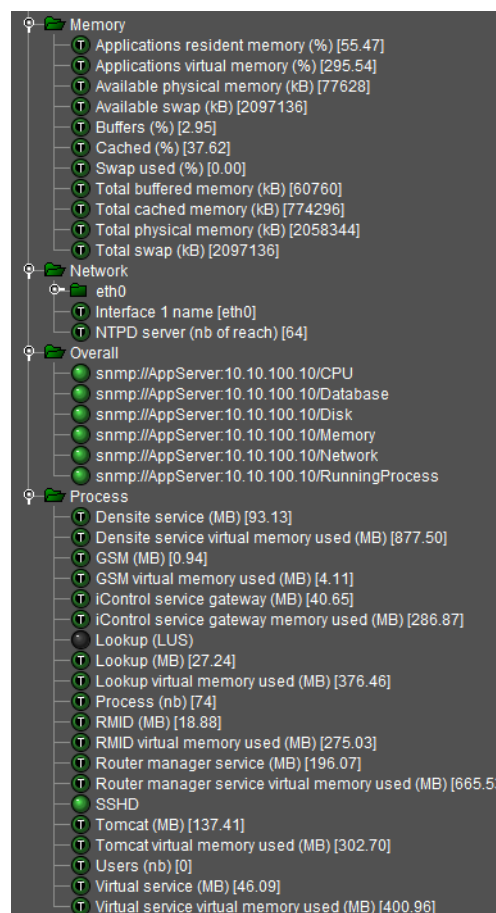 Memory
Applications resident memory (%) [55.47]
Applications virtual memory (%) [295.54]
Available physical memory (kB) [77628]
Available swap (kB) [2097136]
Buffers (%) [2.95]
Cached (%) [37.62]
Swap used (%) [0.00]
Total buffered memory (kB) [60760]
Total cached memory (kB) [774296]
Total physical memory (kB) [2058344]
Total swap (kB) [2097136]
Network
eth0
Interface 1 name [eth0]
NTPD server (nb of reach) [64]
Overall
snmp://AppServer:10.10.100.10/CPU
snmp://AppServer:10.10.100.10/Database
snmp://AppServer:10.10.100.10/Disk
snmp://AppServer:10.10.100.10/Memory
snmp://AppServer:10.10.100.10/Network
snmp://AppServer:10.10.100.10/RunningProcess
Process
Densite service (MB) [93.13]
Densite service virtual memory used (MB) [877.50]
GSM (MB) [0.94]
GSM virtual memory used (MB) [4.11]
iControl service gateway (MB) [40.65]
iControl service gateway memory used (MB) [286.87]
Lookup (LUS)
Lookup (MB) [27.24]
Lookup virtual memory used (MB) [376.46]
Process (nb) [74]
RMID (MB) [18.88]
RMID virtual memory used (MB) [275.03]
Router manager service (MB) [196.07]
Router manager service virtual memory used (MB) [665.53
SSHD
Tomcat (MB) [137.41]
Tomcat virtual memory used (MB) [302.70]
Users (nb) [0]
Virtual service (MB) [46.09]
Virtual service virtual memory used (MB) [400.96]